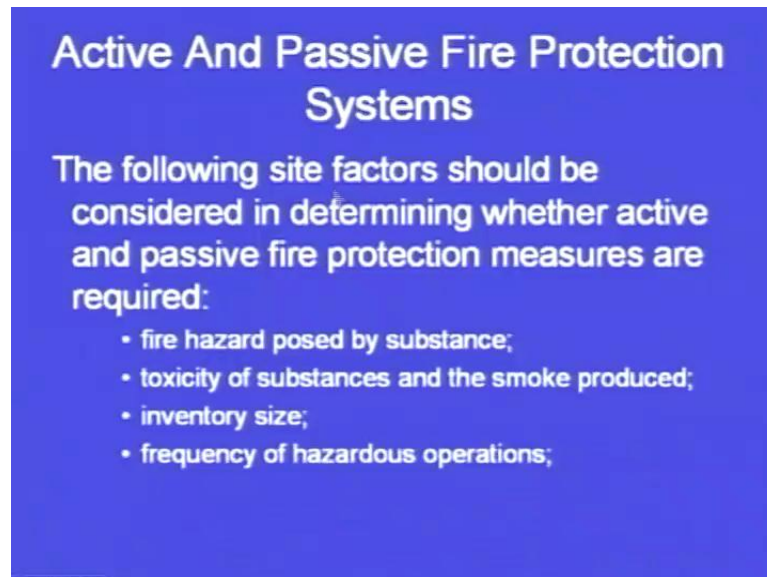 Active And Passive Fire Protection
Systems
The following site factors should be
considered in determining whether active
and passive fire protection measures are
required:
• fire hazard posed by substance;
• toxicity of substances and the smoke produced;
• inventory size;
• frequency of hazardous operations;